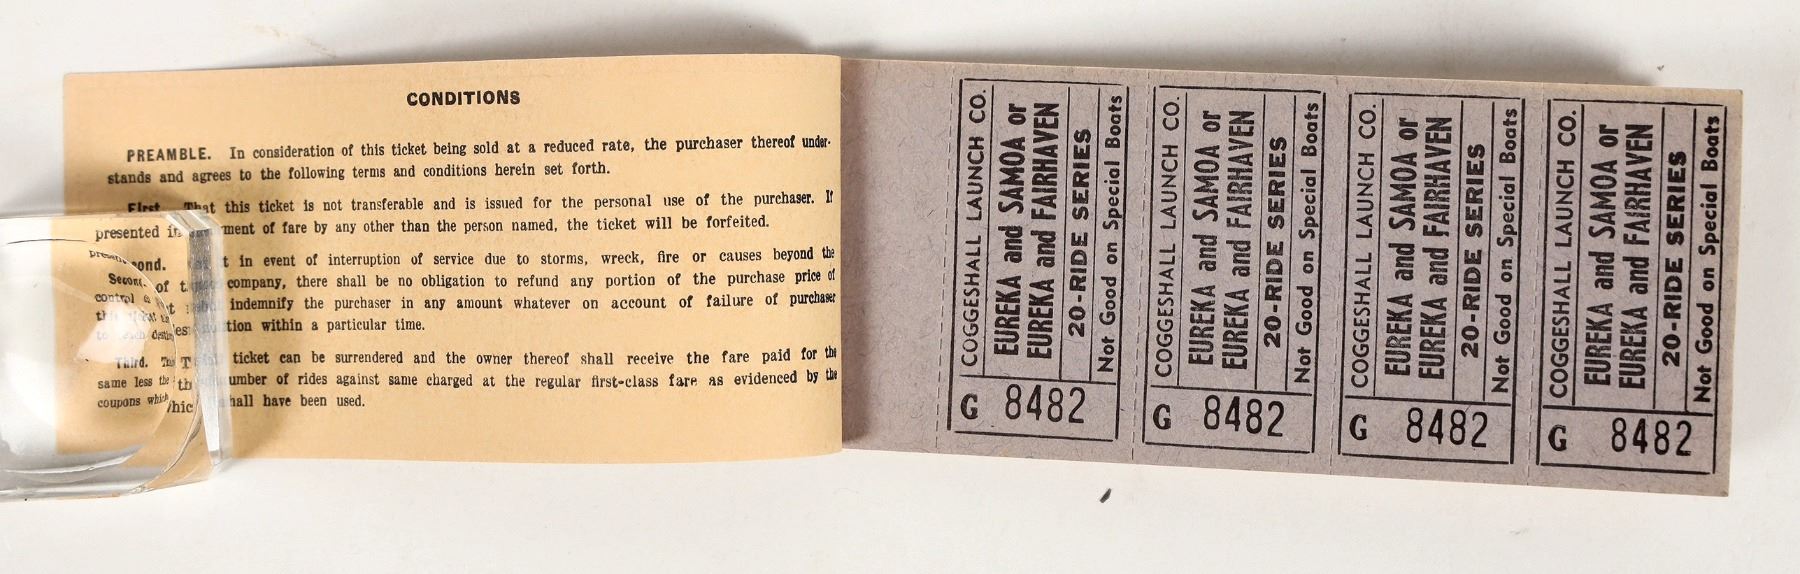 CONDITIONS
PREAMBLE. In consideration of this ticket being sold at a reduced rate, the purchaser thereof under-
stands and agrees to the following terms and conditions herein set forth.
First. That this ticket is not transferable and is issued for the personal use of the purchaser. If
presented in ment of fare by any other than the person named, the ticket will be forfeited.
Second. t in event of interruption of service due to storms, wreck, fire or causes beyond the
control of company, there shall be no obligation to refund any portion of the purchase price of
indemnify the purchaser in any amount whatever on account of failure of purchaser
to tion within a particular time.
Third. ticket can be surrendered and the owner thereof shall receive the fare paid for the
same less the umber of rides against same charged at the regular first-class fare as evidenced by the
coupons which hall have been used.
COGGESHALL LAUNCH CO.
EUREKA and SAMOA or
EUREKA and FAIRHAVEN
20-RIDE SERIES
Not Good on Special Boats
G 8482
COGGESHALL LAUNCH CO.
EUREKA and SAMOA or
EUREKA and FAIRHAVEN
20-RIDE SERIES
Not Good on Special Boats
G 8482
COGGESHALL LAUNCH CO.
EUREKA and SAMOA or
EUREKA and FAIRHAVEN
20-RIDE SERIES
Not Good on Special Boats
G 8482
COGGESHALL LAUNCH CO.
EUREKA and SAMOA or
EUREKA and FAIRHAVEN
20-RIDE SERIES
Not Good on Special Boats
G 8482